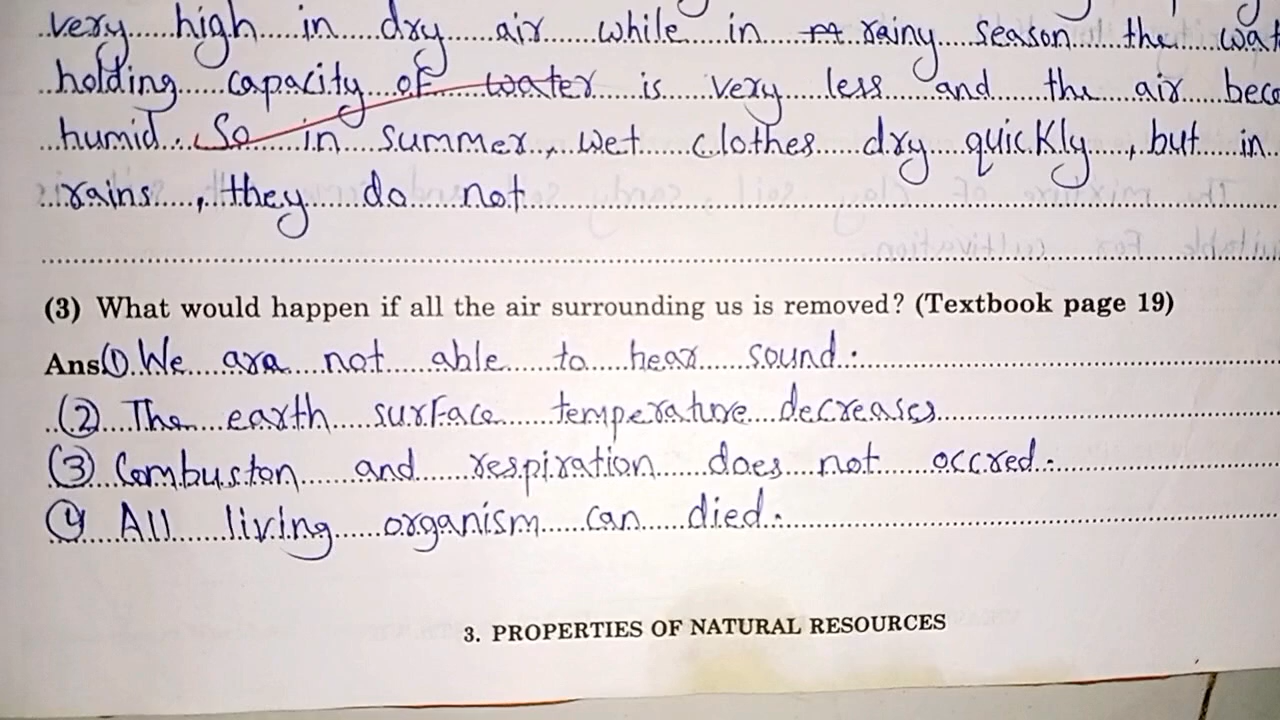 very high in dry air while in rainy season the wat
holding capacity of water is very less and the air beco
humid. So in summer, wet clothes dry quickly, but in
rains, they do not
(3) What would happen if all the air surrounding us is removed? (Textbook page 19)
Ans(1) We are not able to hear sound.
(2) The earth surface temperature decreases.
(3) Combuston and respiration does not occred.
(4) All living organism can died.
3. PROPERTIES OF NATURAL RESOURCES